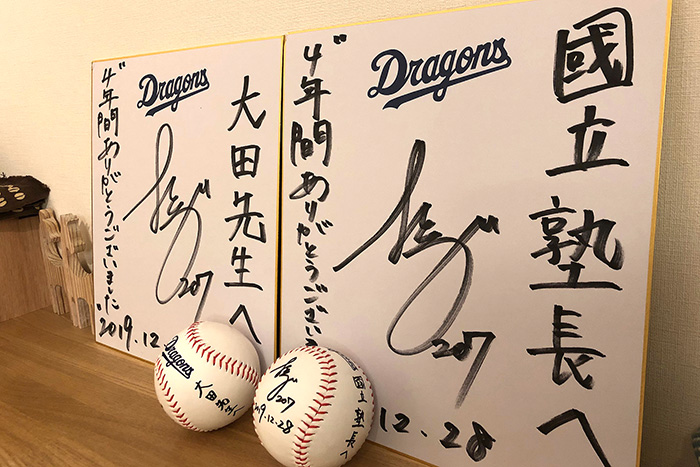 大田先生へ
Dragons
207
"4年間ありがとうございました"
2019.12
國立塾長へ
Dragons
207
"4年間ありがとうござい
12.28
Dragons
大田先生へ
207
2019.12.28
國立塾長へ